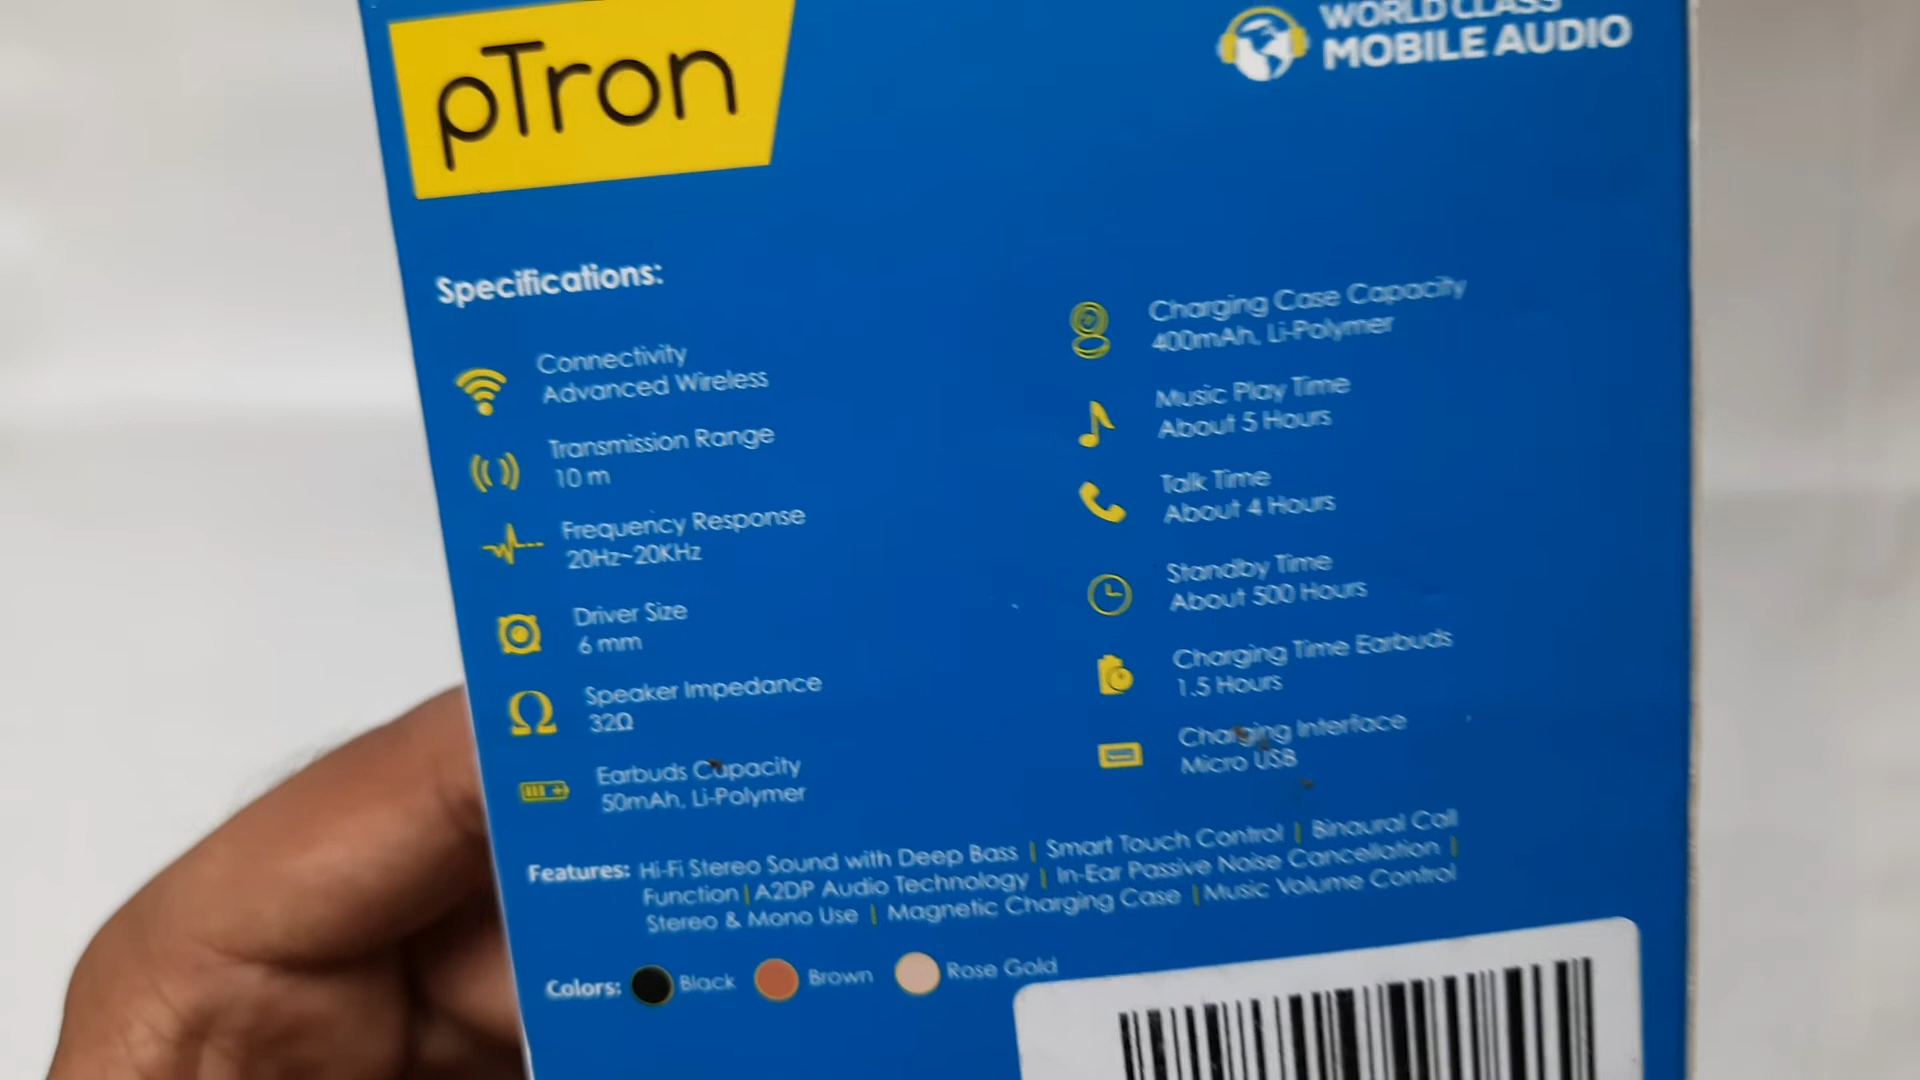 pTron
WORLD CLASS
MOBILE AUDIO
Specifications:
Connectivity
Advanced Wireless
Transmission Range
10 m
Frequency Response
20Hz~20KHz
Driver Size
6 mm
Speaker Impedance
32Ω
Earbuds Capacity
50mAh, Li-Polymer
Charging Case Capacity
400mAh, Li-Polymer
Music Play Time
About 5 Hours
Talk Time
About 4 Hours
Standby Time
About 500 Hours
Charging Time Earbuds
1.5 Hours
Charging Interface
Micro USB
Features: Hi-Fi Stereo Sound with Deep Bass | Smart Touch Control | Binaural Call
Function | A2DP Audio Technology | In-Ear Passive Noise Cancellation |
Stereo & Mono Use | Magnetic Charging Case | Music Volume Control
Colors: Black Brown Rose Gold